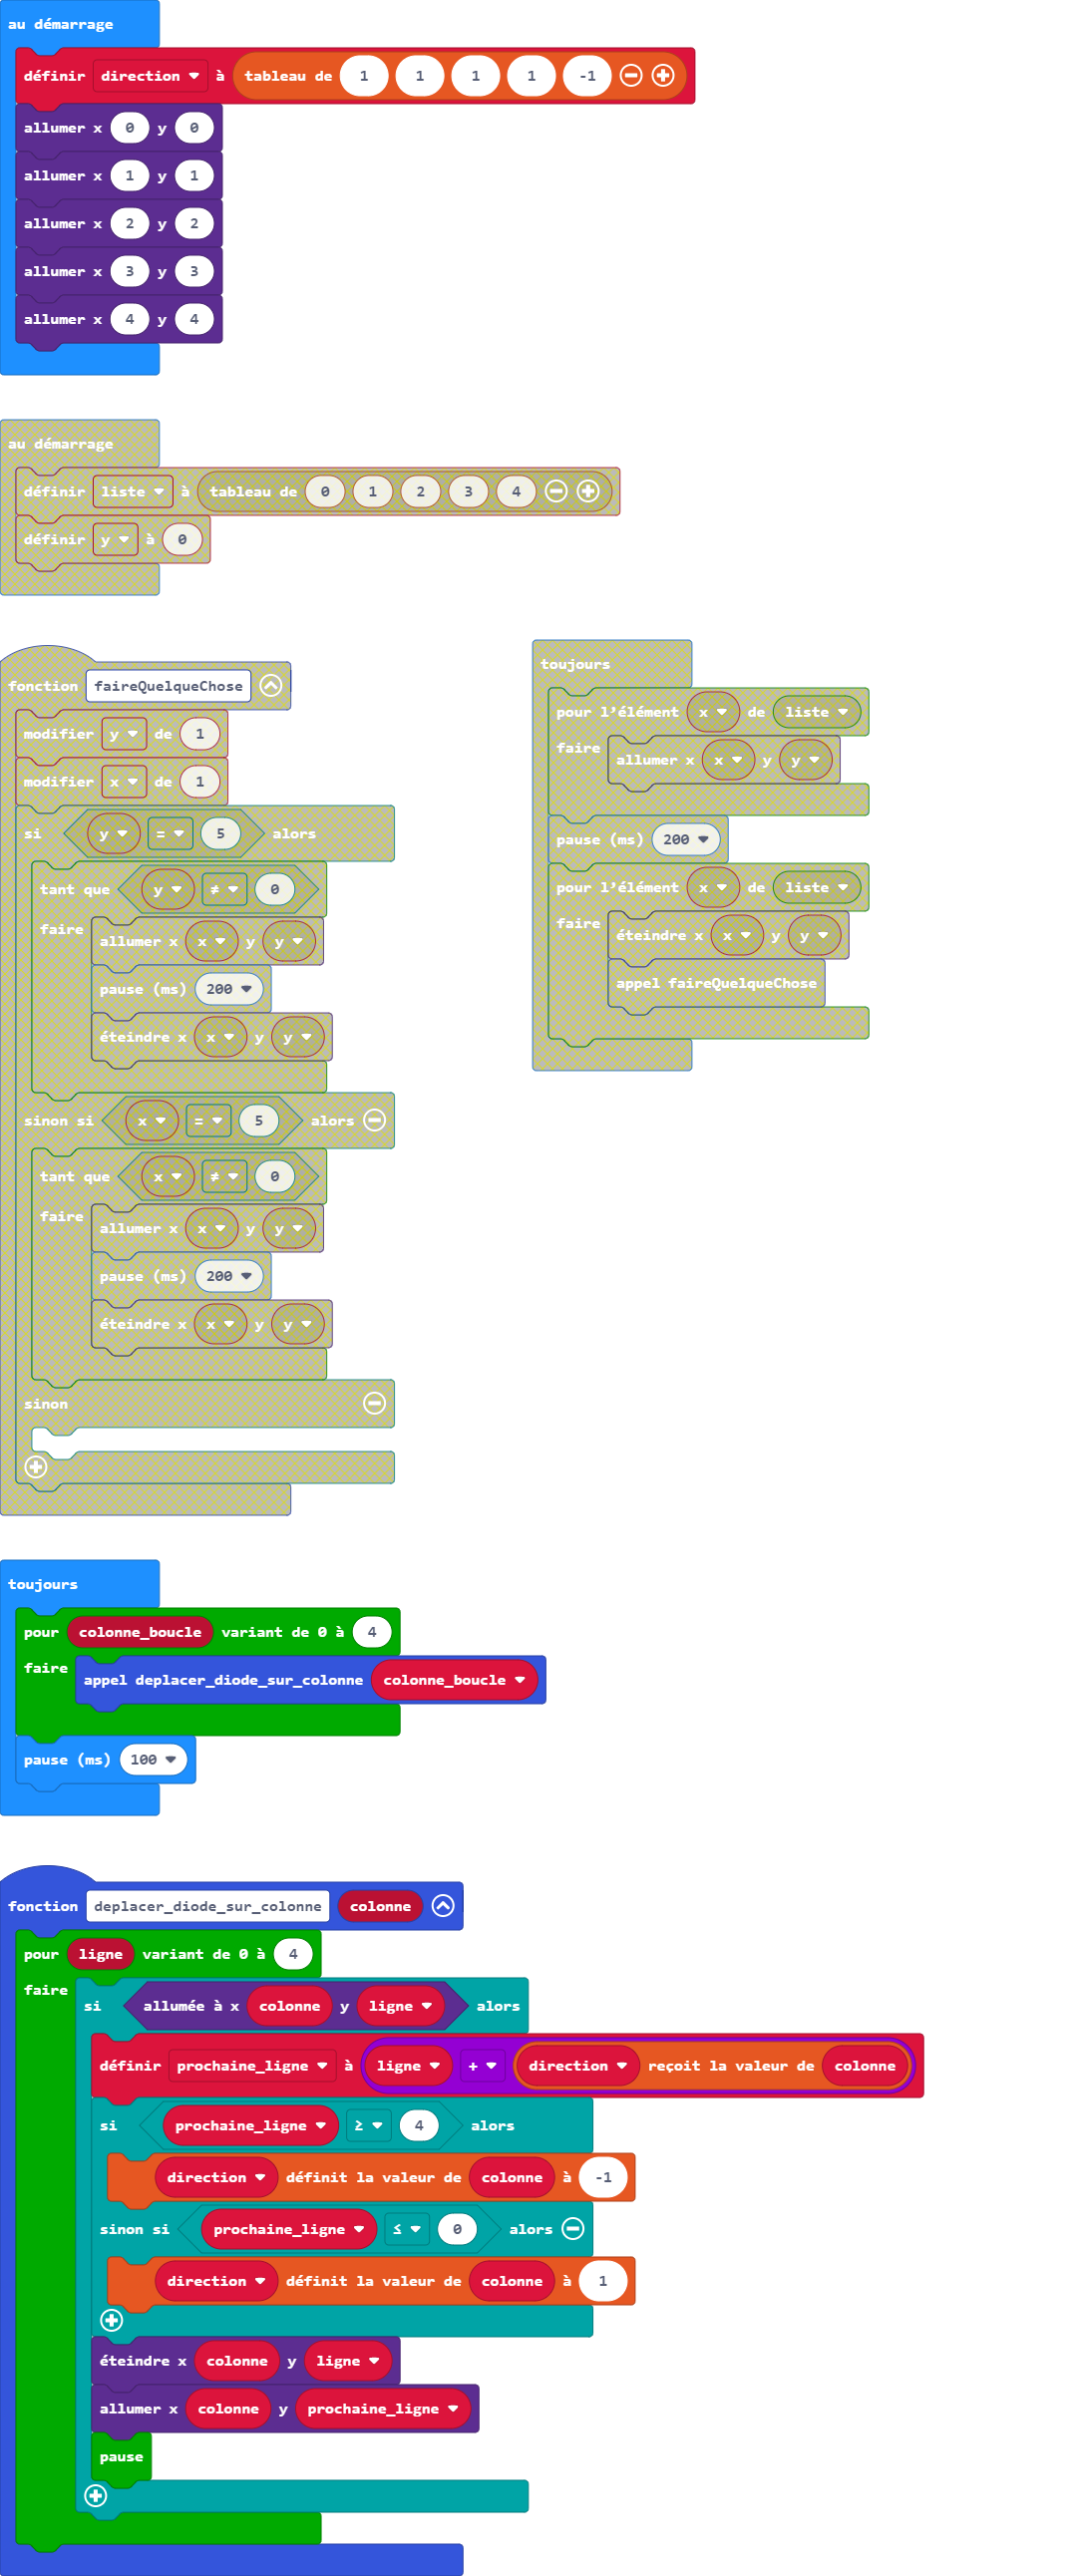 au démarrage
définir direction à tableau de 1 1 1 1 -1
allumer x 0 y 0
allumer x 1 y 1
allumer x 2 y 2
allumer x 3 y 3
allumer x 4 y 4
au démarrage
définir liste à tableau de 0 1 2 3 4
définir y à 0
fonction faireQuelqueChose
modifier y de 1
modifier x de 1
si y = 5 alors
tant que y ≠ 0
faire
allumer x x y y
pause (ms) 200
éteindre x x y y
sinon si x = 5 alors
tant que x ≠ 0
faire
allumer x x y y
pause (ms) 200
éteindre x x y y
sinon
toujours
pour l'élément x de liste
faire
allumer x x y y
pause (ms) 200
pour l'élément x de liste
faire
éteindre x x y y
appel faireQuelqueChose
toujours
pour colonne_boucle variant de 0 à 4
faire
appel deplacer_diode_sur_colonne colonne_boucle
pause (ms) 100
fonction deplacer_diode_sur_colonne colonne
pour ligne variant de 0 à 4
faire
si allumée à x colonne y ligne alors
définir prochaine_ligne à ligne + direction reçoit la valeur de colonne
si prochaine_ligne ≥ 4 alors
direction définit la valeur de colonne à -1
sinon si prochaine_ligne ≤ 0 alors
direction définit la valeur de colonne à 1
éteindre x colonne y ligne
allumer x colonne y prochaine_ligne
pause